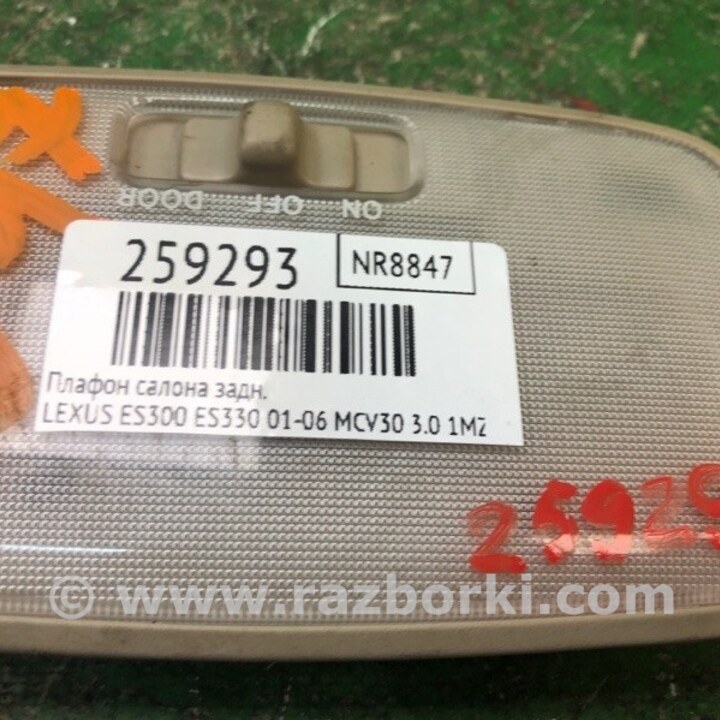 DOOR OFF ON
259293 NR8847
Плафон салона задн.
LEXUS ES300 ES330 01-06 MCV30 3.0 1MZ
25929
© www.razborki.com